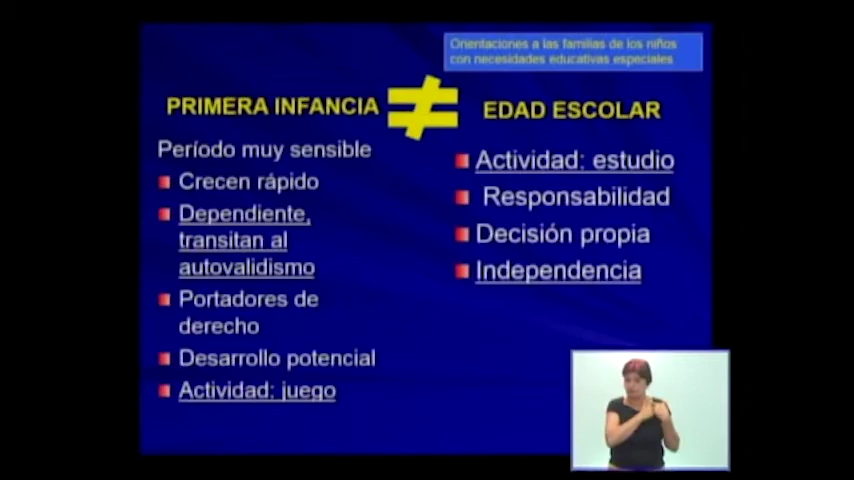 Orientaciones a las familias de los niños
con necesidades educativas especiales
PRIMERA INFANCIA ≠ EDAD ESCOLAR
Período muy sensible
Crecen rápido
Dependiente,
transitan al
autovalidismo
Portadores de
derecho
Desarrollo potencial
Actividad: juego
Actividad: estudio
Responsabilidad
Decisión propia
Independencia